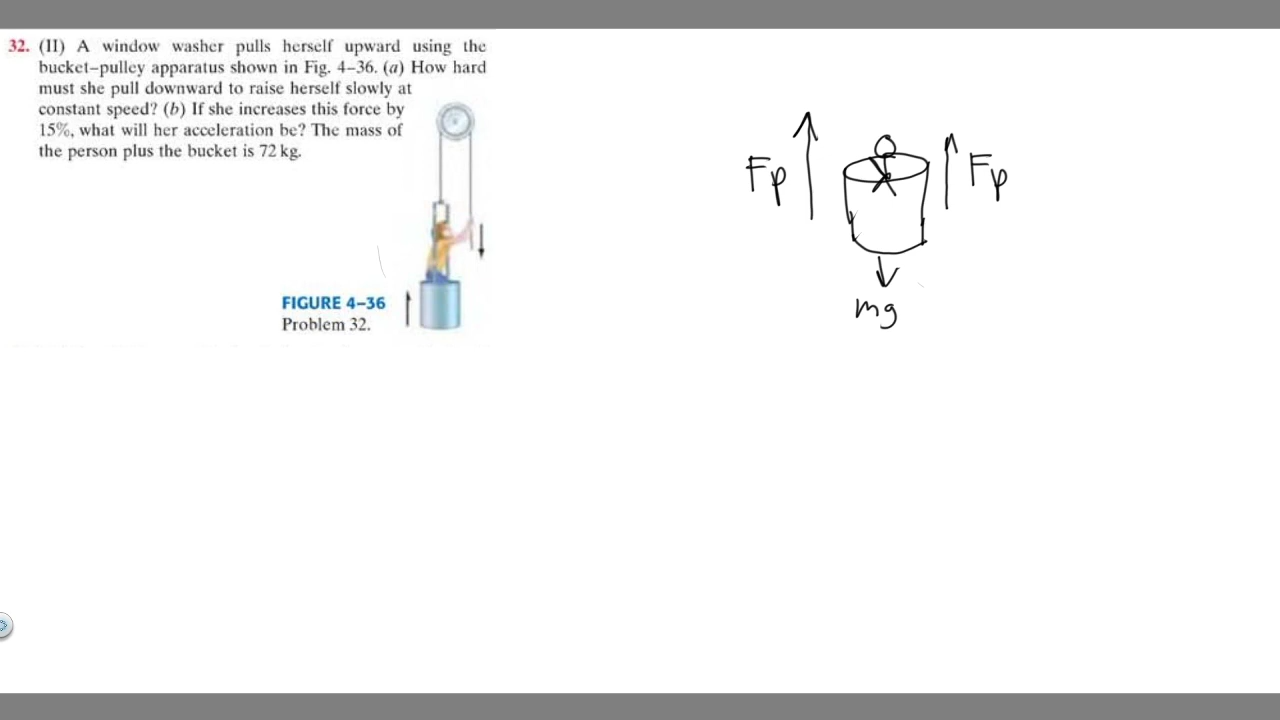 32. (II) A window washer pulls herself upward using the
bucket–pulley apparatus shown in Fig. 4–36. (a) How hard
must she pull downward to raise herself slowly at
constant speed? (b) If she increases this force by
15%, what will her acceleration be? The mass of
the person plus the bucket is 72 kg.
FIGURE 4–36
Problem 32.
Fp
Fp
mg